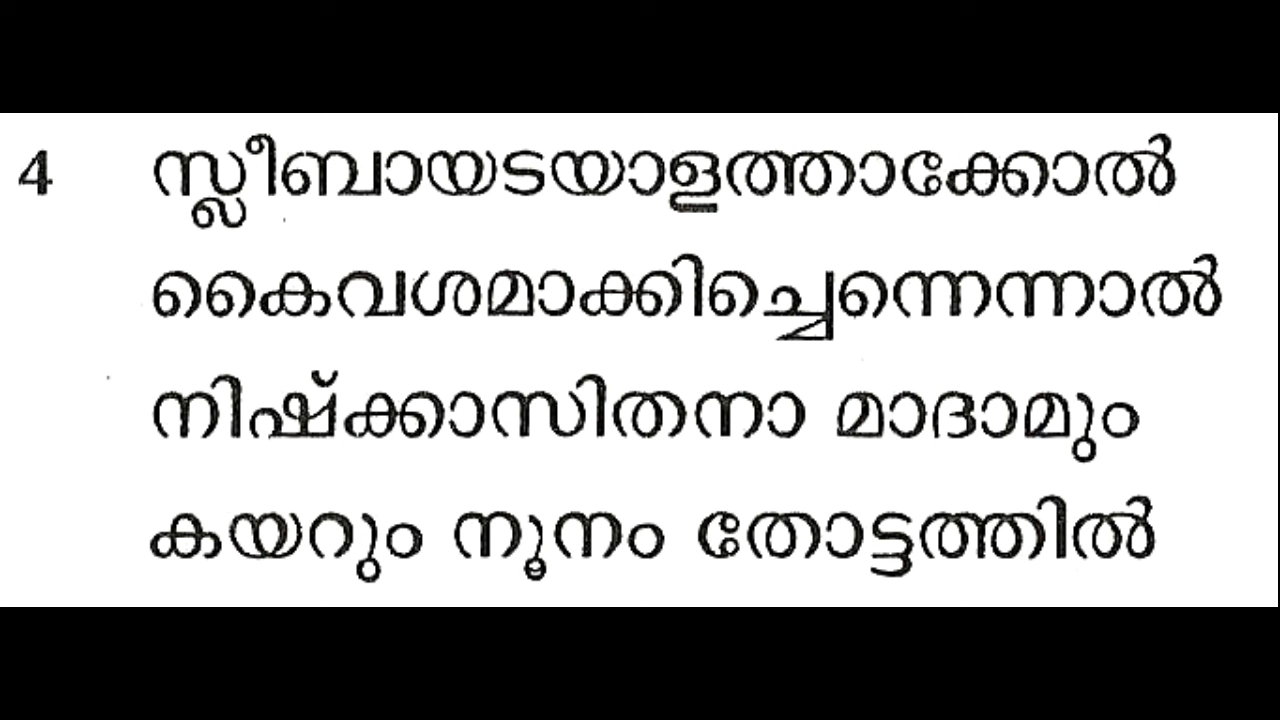 4 സ്ലീബായടയാളത്താക്കോൽ
കൈവശമാക്കിച്ചെന്നെന്നാൽ
നിഷ്ക്കാസിതനാ മാദാമും
കയറും നൂനം തോട്ടത്തിൽ